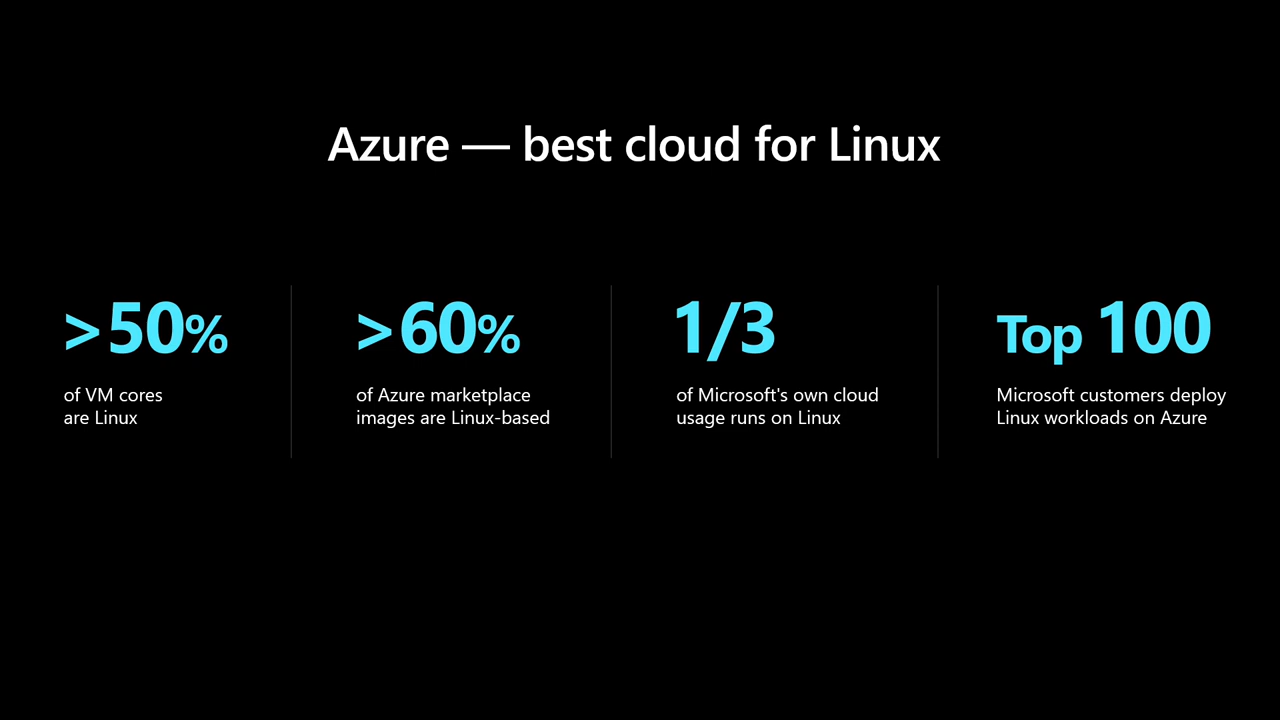 Azure — best cloud for Linux
>50%
of VM cores
are Linux
>60%
of Azure marketplace
images are Linux-based
1/3
of Microsoft's own cloud
usage runs on Linux
Top 100
Microsoft customers deploy
Linux workloads on Azure